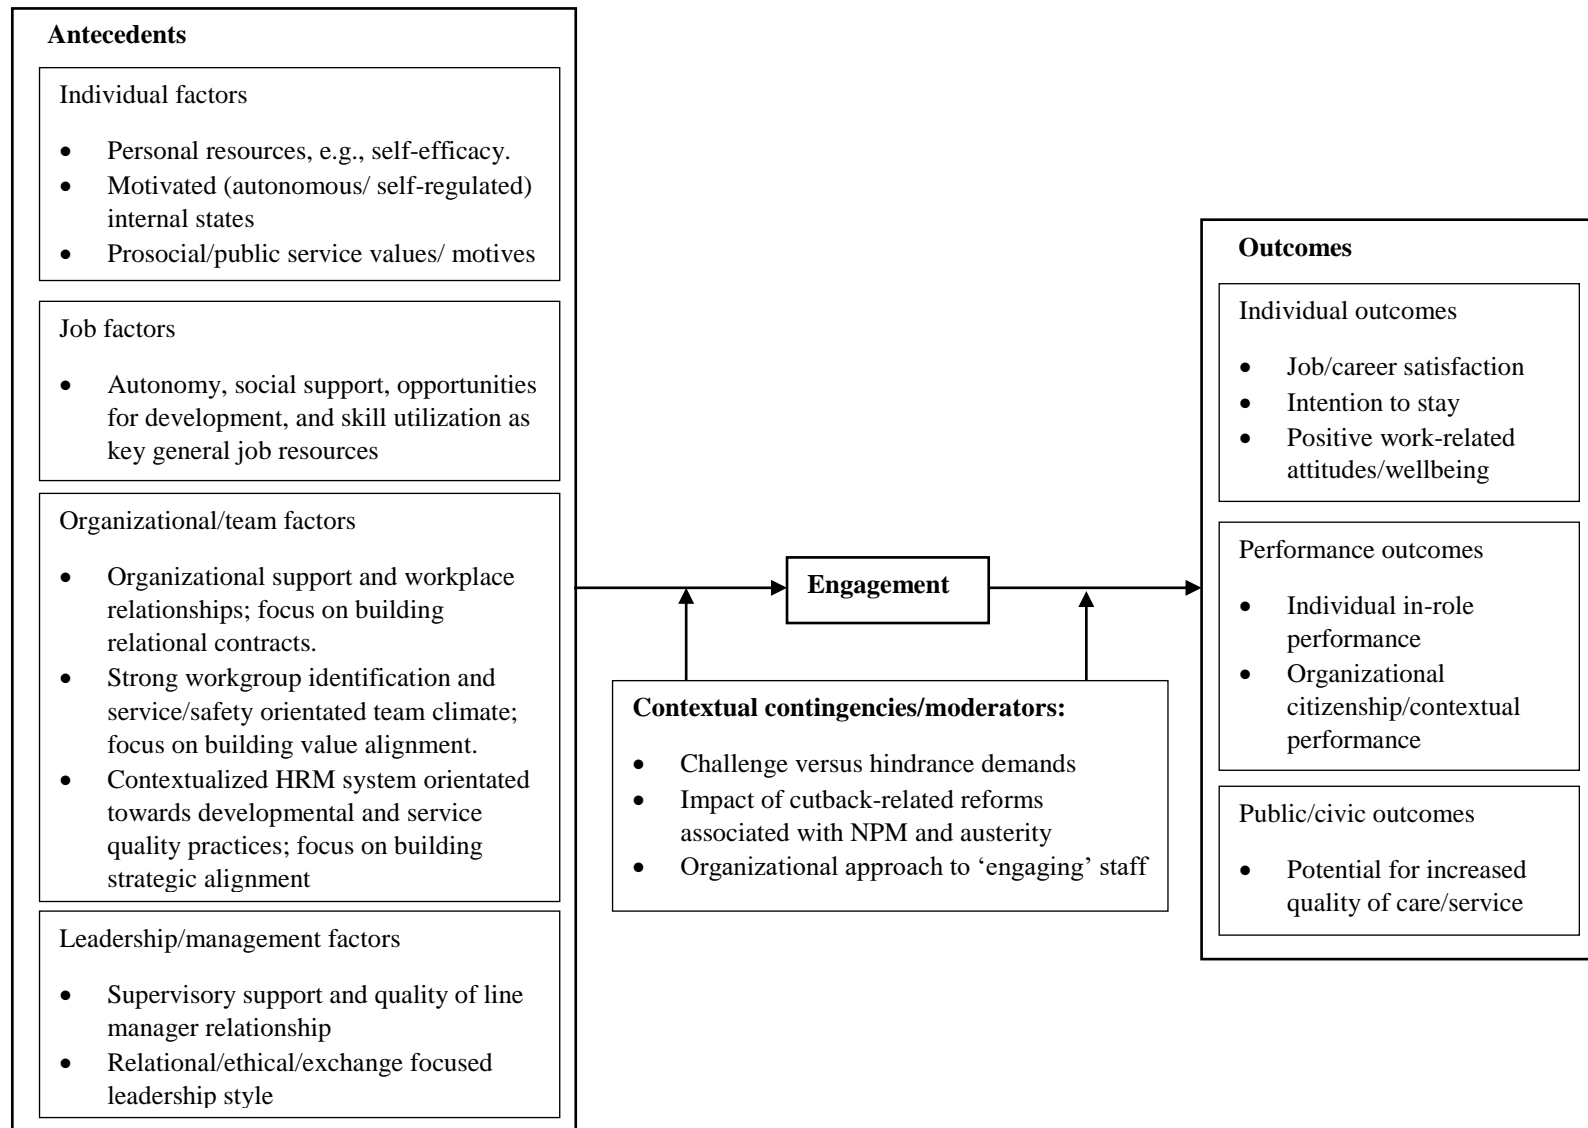 Antecedents
Individual factors
• Personal resources, e.g., self-efficacy.
• Motivated (autonomous/ self-regulated)
internal states
• Prosocial/public service values/ motives
Job factors
• Autonomy, social support, opportunities
for development, and skill utilization as
key general job resources
Organizational/team factors
• Organizational support and workplace
relationships; focus on building
relational contracts.
• Strong workgroup identification and
service/safety orientated team climate;
focus on building value alignment.
• Contextualized HRM system orientated
towards developmental and service
quality practices; focus on building
strategic alignment
Leadership/management factors
• Supervisory support and quality of line
manager relationship
• Relational/ethical/exchange focused
leadership style
Engagement
Contextual contingencies/moderators:
• Challenge versus hindrance demands
• Impact of cutback-related reforms
associated with NPM and austerity
• Organizational approach to ‘engaging’ staff
Outcomes
Individual outcomes
• Job/career satisfaction
• Intention to stay
• Positive work-related
attitudes/wellbeing
Performance outcomes
• Individual in-role
performance
• Organizational
citizenship/contextual
performance
Public/civic outcomes
• Potential for increased
quality of care/service